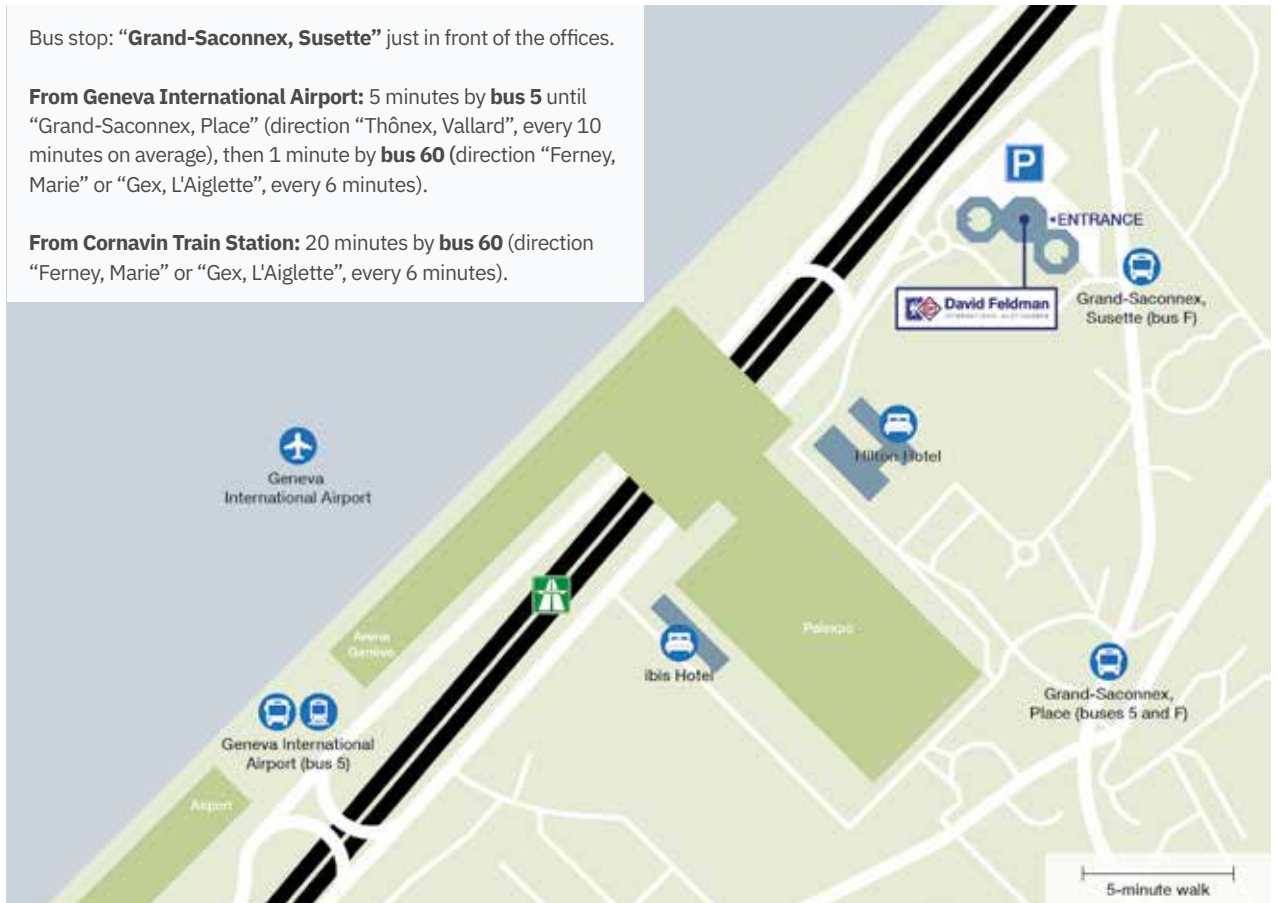 Bus stop: “Grand-Saconnex, Susette” just in front of the offices.
From Geneva International Airport: 5 minutes by bus 5 until
“Grand-Saconnex, Place” (direction “Thônex, Vallard”, every 10
minutes on average), then 1 minute by bus 60 (direction “Ferney,
Marie” or “Gex, L'Aiglette”, every 6 minutes).
From Cornavin Train Station: 20 minutes by bus 60 (direction
“Ferney, Marie” or “Gex, L'Aiglette”, every 6 minutes).
P
•ENTRANCE
David Feldman
Grand-Saconnex,
Susette (bus F)
Hilton Hotel
Geneva
International Airport
Arena
Genève
Palexpo
ibis Hotel
Grand-Saconnex,
Place (buses 5 and F)
Geneva International
Airport (bus 5)
Airport
5-minute walk